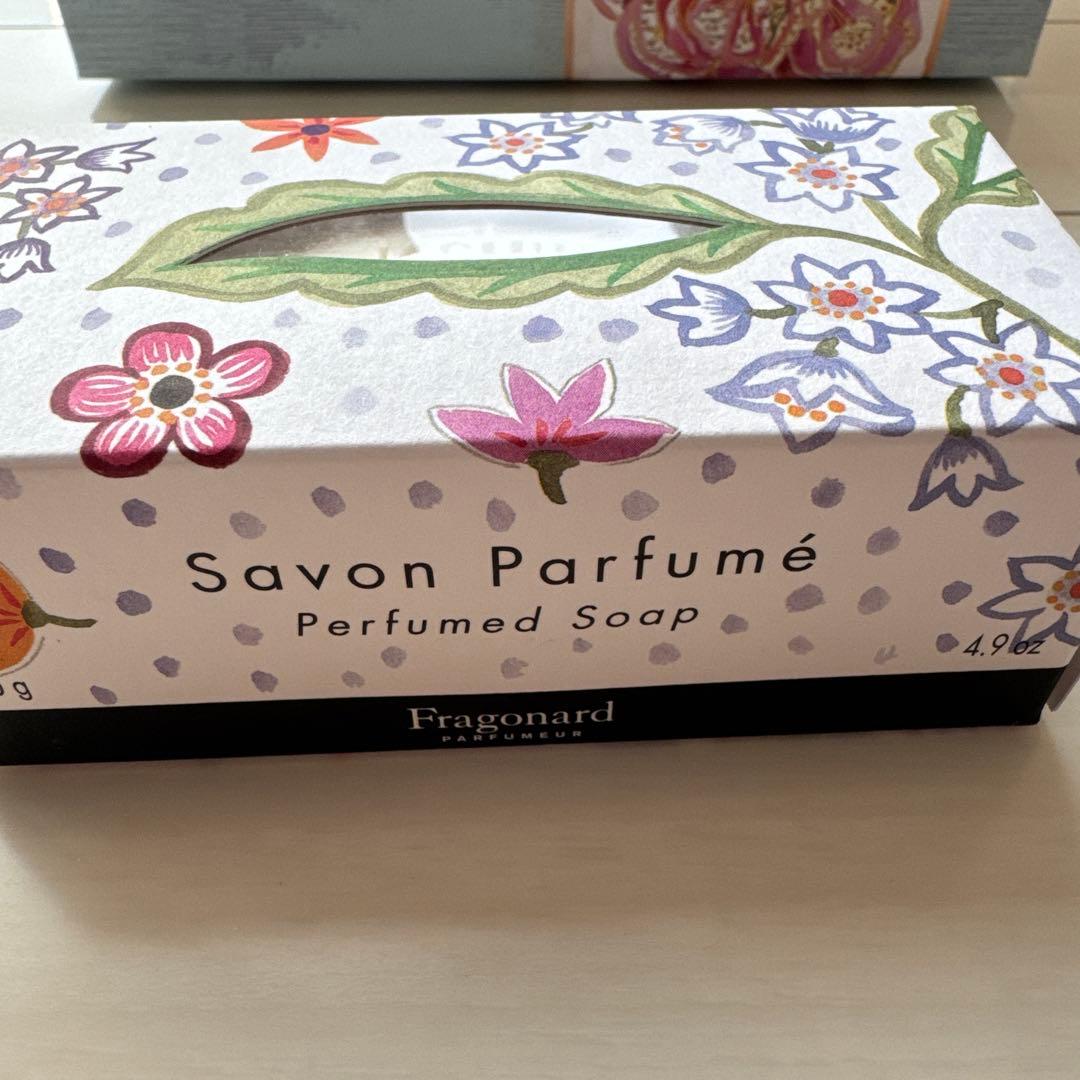 Savon Parfumé
Perfumed Soap
4.9 oz
g
Fragonard
PARFUMEUR